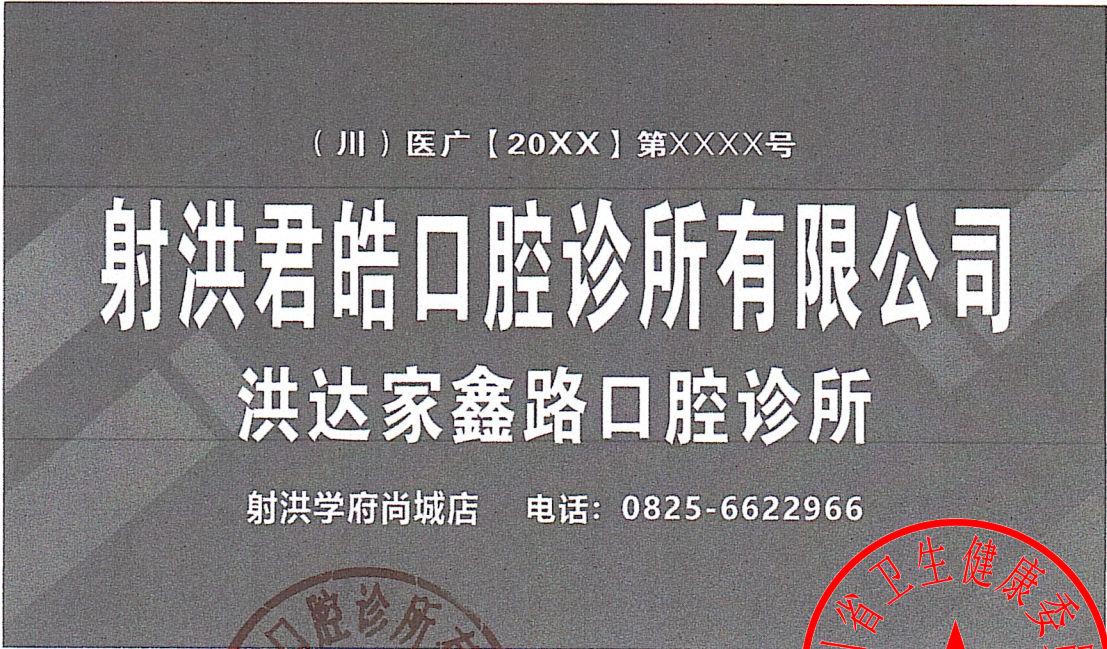 （川）医广【20XX】第XXXX号
射洪君皓口腔诊所有限公司
洪达家鑫路口腔诊所
射洪学府尚城店 电话：0825-6622966
口腔诊所有
省卫生健康委